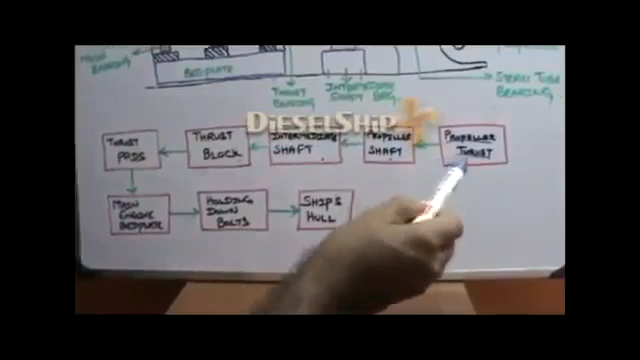 MAIN
BEARING
BEDPLATE
THRUST
BEARING
INTERMEDIATE
SHAFT BRG.
STERN TUBE
BEARING
DIESELSHIP
THRUST
PADS
THRUST
BLOCK
INTERMEDIATE
SHAFT
PROPELLER
SHAFT
PROPELLER
THRUST
MAIN
ENGINE
BEDPLATE
HOLDING
DOWN
BOLTS
SHIPS
HULL